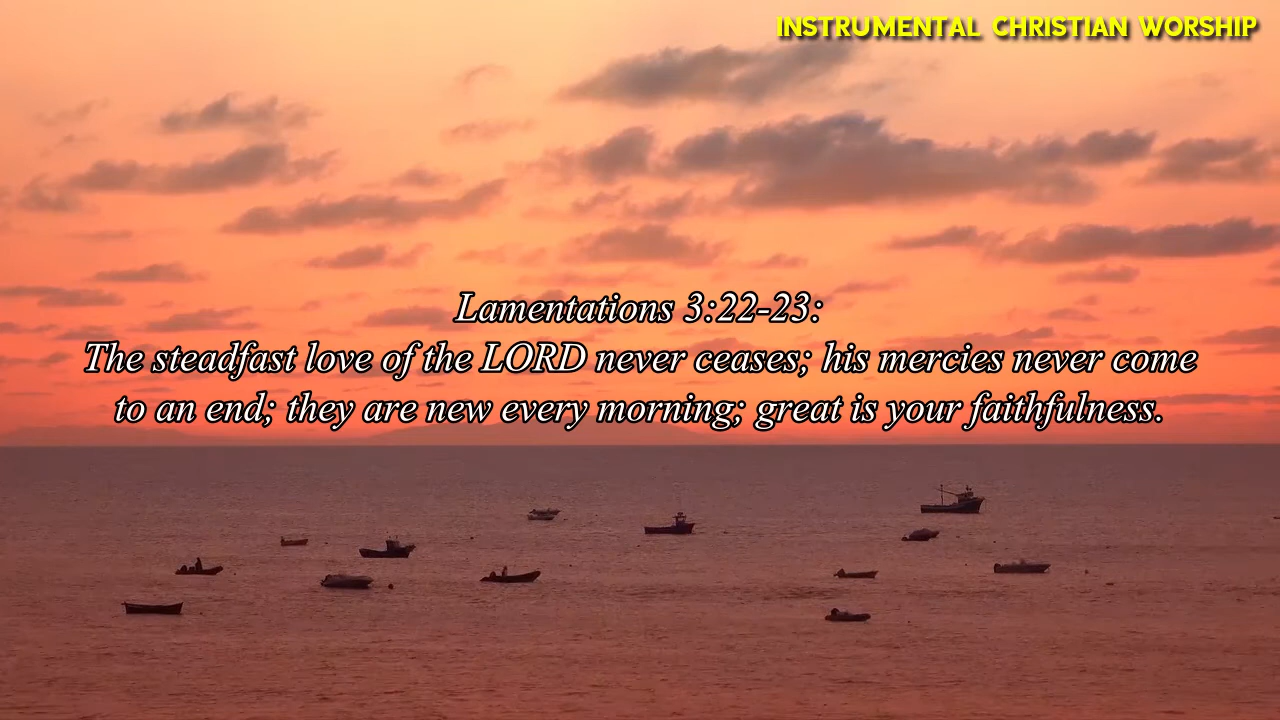 INSTRUMENTAL CHRISTIAN WORSHIP
Lamentations 3:22-23:
The steadfast love of the LORD never ceases; his mercies never come
to an end; they are new every morning; great is your faithfulness.